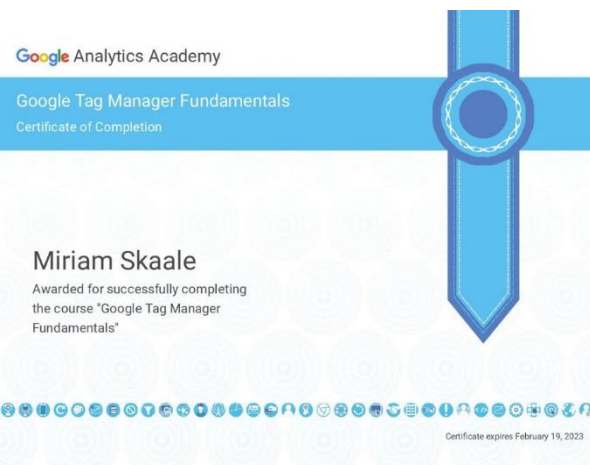 Google Analytics Academy
Google Tag Manager Fundamentals
Certificate of Completion
Miriam Skaale
Awarded for successfully completing
the course "Google Tag Manager
Fundamentals"
Certificate expires February 19, 2023